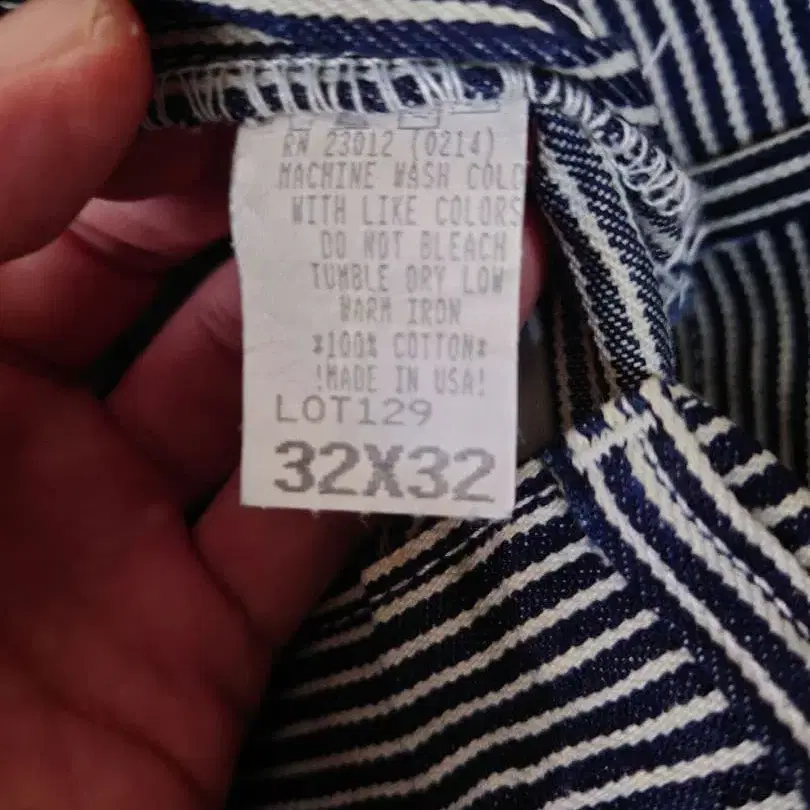 RN 23012 (0214)
MACHINE WASH COLD
WITH LIKE COLORS
DO NOT BLEACH
TUMBLE DRY LOW
WARM IRON
*100% COTTON*
!MADE IN USA!
LOT129
32X32